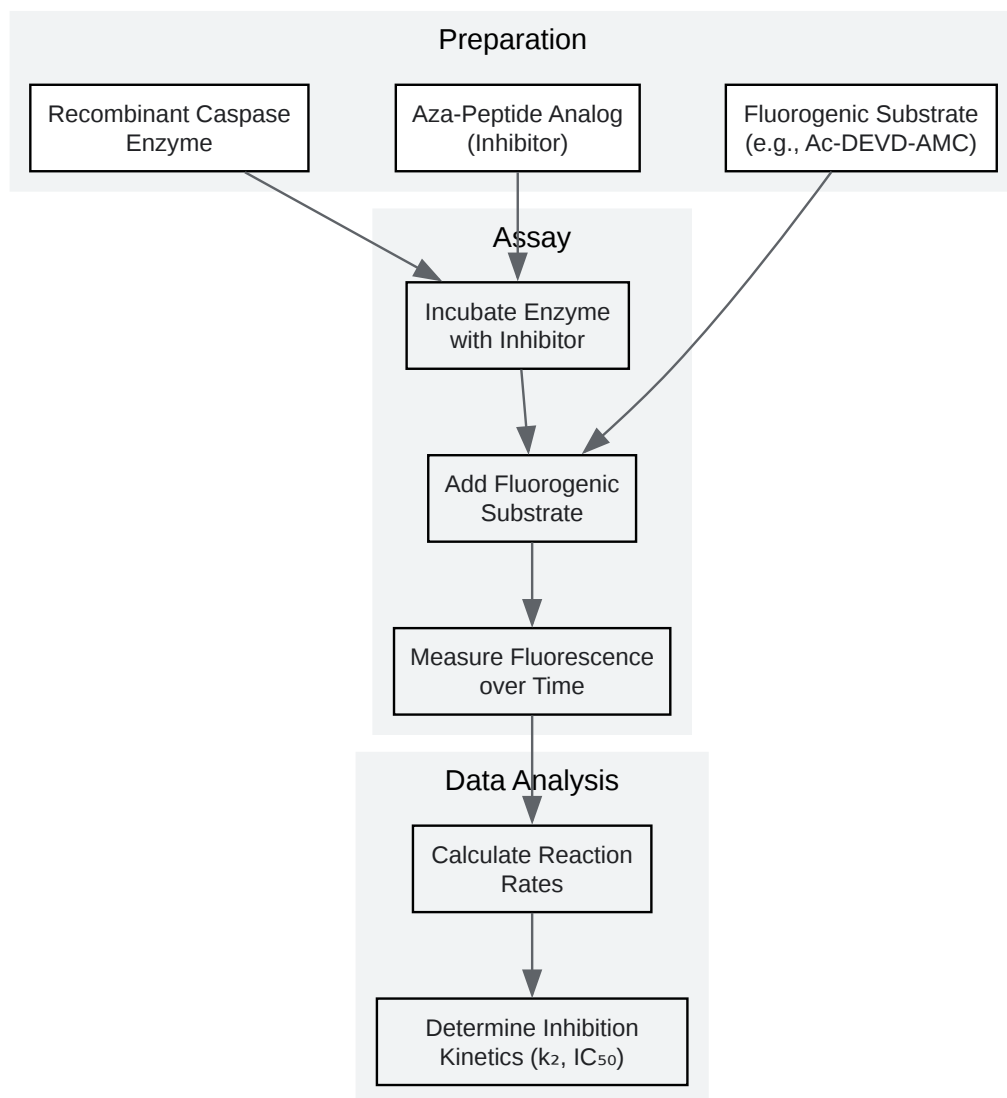 Preparation
Recombinant Caspase
Enzyme
Aza-Peptide Analog
(Inhibitor)
Fluorogenic Substrate
(e.g., Ac-DEVD-AMC)
Assay
Incubate Enzyme
with Inhibitor
Add Fluorogenic
Substrate
Measure Fluorescence
over Time
Data Analysis
Calculate Reaction
Rates
Determine Inhibition
Kinetics (k₂, IC₅₀)